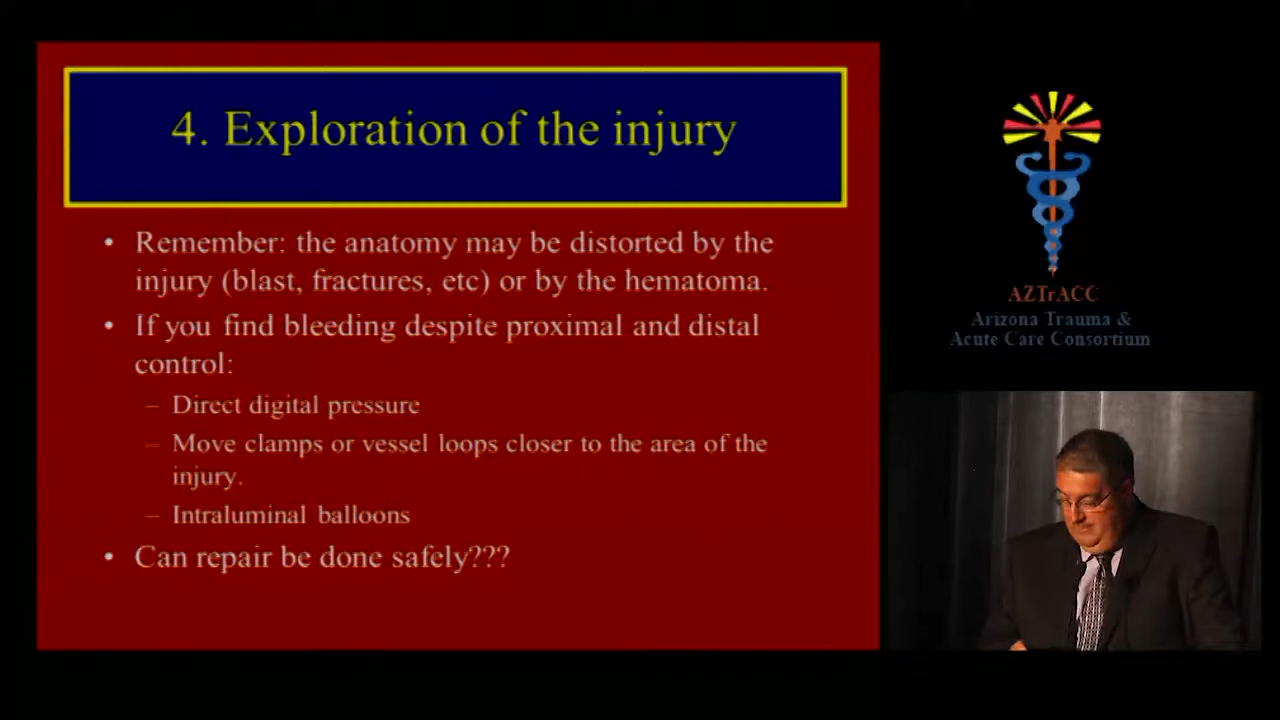 4. Exploration of the injury
• Remember: the anatomy may be distorted by the
injury (blast, fractures, etc) or by the hematoma.
• If you find bleeding despite proximal and distal
control:
– Direct digital pressure
– Move clamps or vessel loops closer to the area of the
injury.
– Intraluminal balloons
• Can repair be done safely???
AZTrACC
Arizona Trauma &
Acute Care Consortium